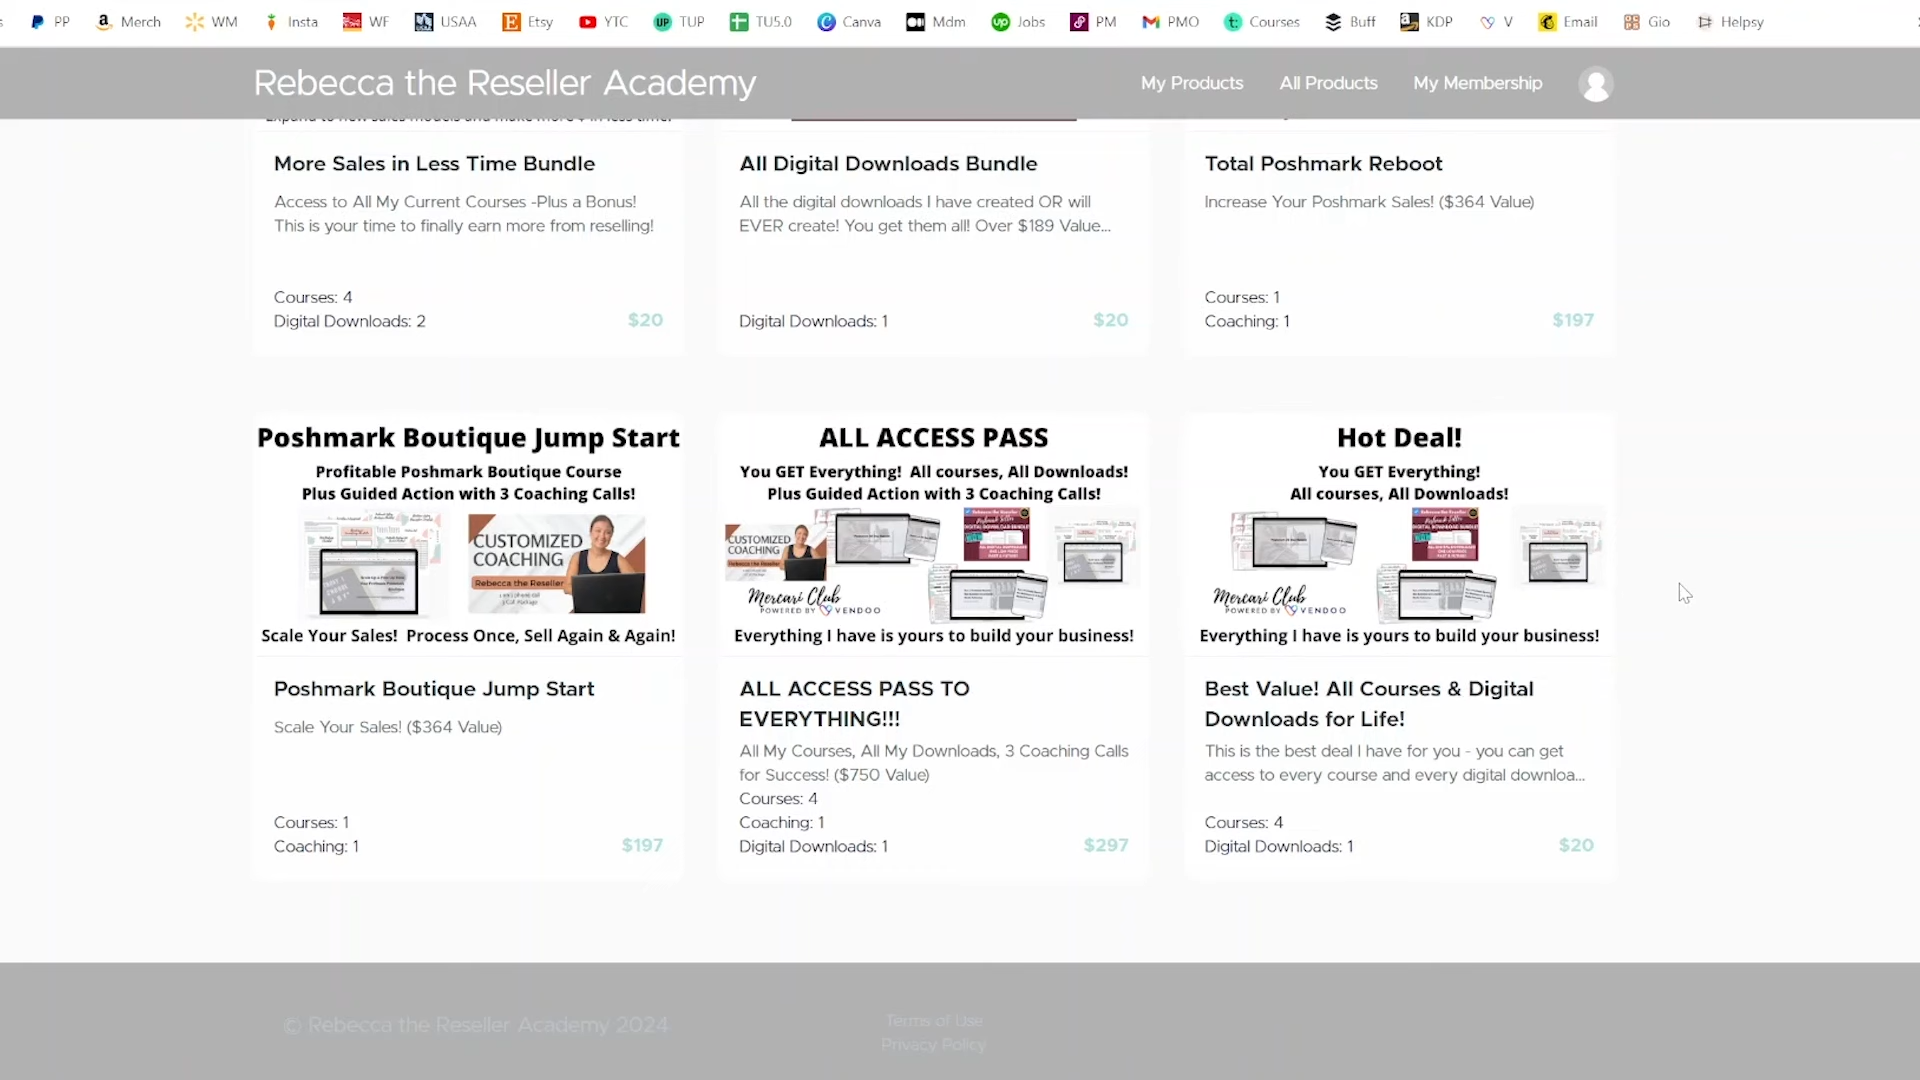 PP Merch WM Insta WF USAA Etsy YTC TUP TU5.0 Canva Mdm Jobs PM PMO Courses Buff KDP V Email Gio Helpsy
Rebecca the Reseller Academy
My Products All Products My Membership
More Sales in Less Time Bundle
Access to All My Current Courses -Plus a Bonus!
This is your time to finally earn more from reselling!
Courses: 4
Digital Downloads: 2 $20
All Digital Downloads Bundle
All the digital downloads I have created OR will
EVER create! You get them all! Over $189 Value...
Digital Downloads: 1 $20
Total Poshmark Reboot
Increase Your Poshmark Sales! ($364 Value)
Courses: 1
Coaching: 1 $197
Poshmark Boutique Jump Start
Profitable Poshmark Boutique Course
Plus Guided Action with 3 Coaching Calls!
CUSTOMIZED
COACHING
Rebecca the Reseller
Scale Your Sales! Process Once, Sell Again & Again!
Poshmark Boutique Jump Start
Scale Your Sales! ($364 Value)
Courses: 1
Coaching: 1 $197
ALL ACCESS PASS
You GET Everything! All courses, All Downloads!
Plus Guided Action with 3 Coaching Calls!
CUSTOMIZED
COACHING
Rebecca the Reseller
Mercari Club
POWERED BY VENDOO
Everything I have is yours to build your business!
ALL ACCESS PASS TO
EVERYTHING!!!
All My Courses, All My Downloads, 3 Coaching Calls
for Success! ($750 Value)
Courses: 4
Coaching: 1
Digital Downloads: 1 $297
Hot Deal!
You GET Everything!
All courses, All Downloads!
Mercari Club
POWERED BY VENDOO
Everything I have is yours to build your business!
Best Value! All Courses & Digital
Downloads for Life!
This is the best deal I have for you - you can get
access to every course and every digital downloa...
Courses: 4
Digital Downloads: 1 $20
© Rebecca the Reseller Academy 2024
Terms of Use
Privacy Policy